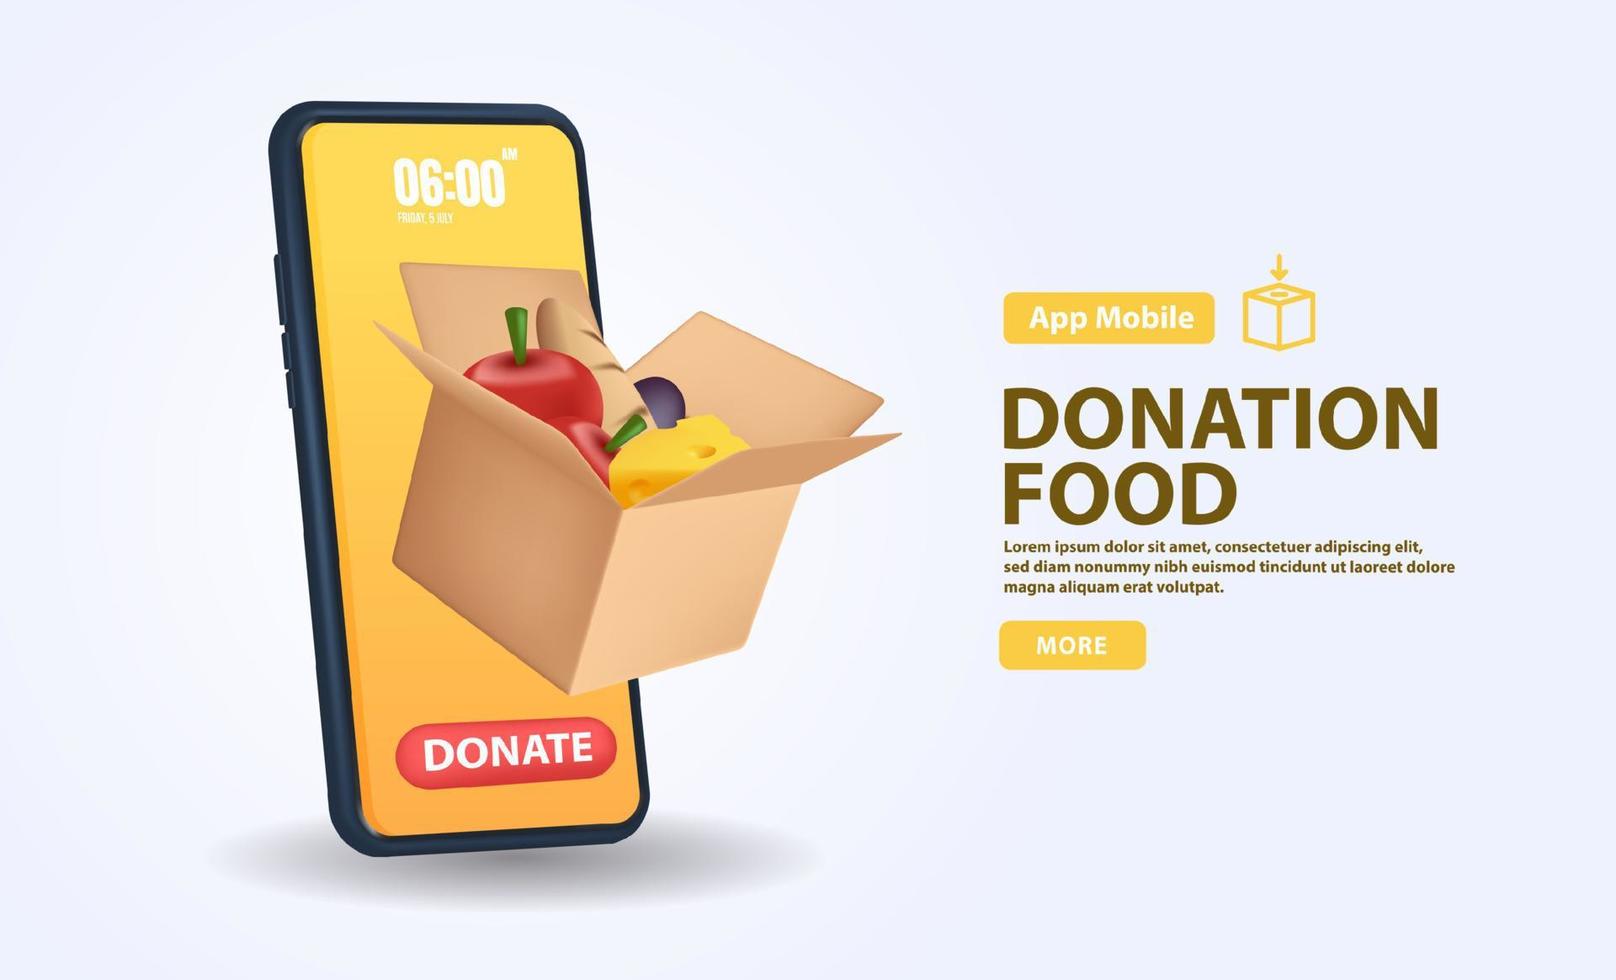 06:00 AM
FRIDAY, 5 JULY
DONATE
App Mobile
DONATION
FOOD
Lorem ipsum dolor sit amet, consectetuer adipiscing elit,
sed diam nonummy nibh euismod tincidunt ut laoreet dolore
magna aliquam erat volutpat.
MORE